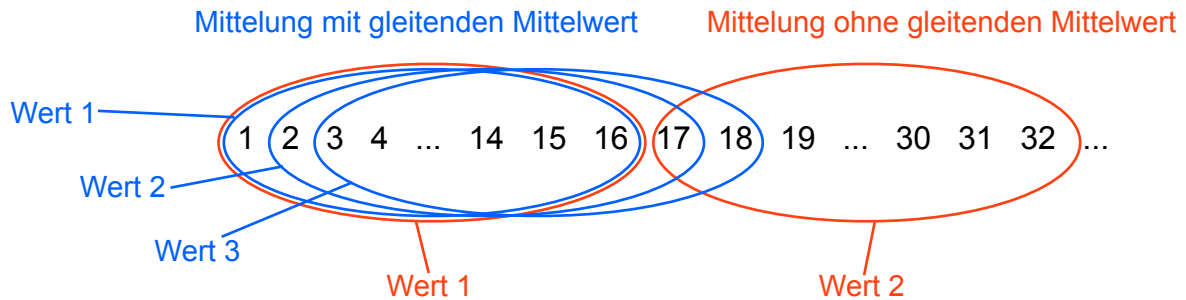 Mittelung mit gleitenden Mittelwert Mittelung ohne gleitenden Mittelwert
Wert 1
1 2 3 4 ... 14 15 16 17 18 19 ... 30 31 32 ...
Wert 2
Wert 3
Wert 1 Wert 2